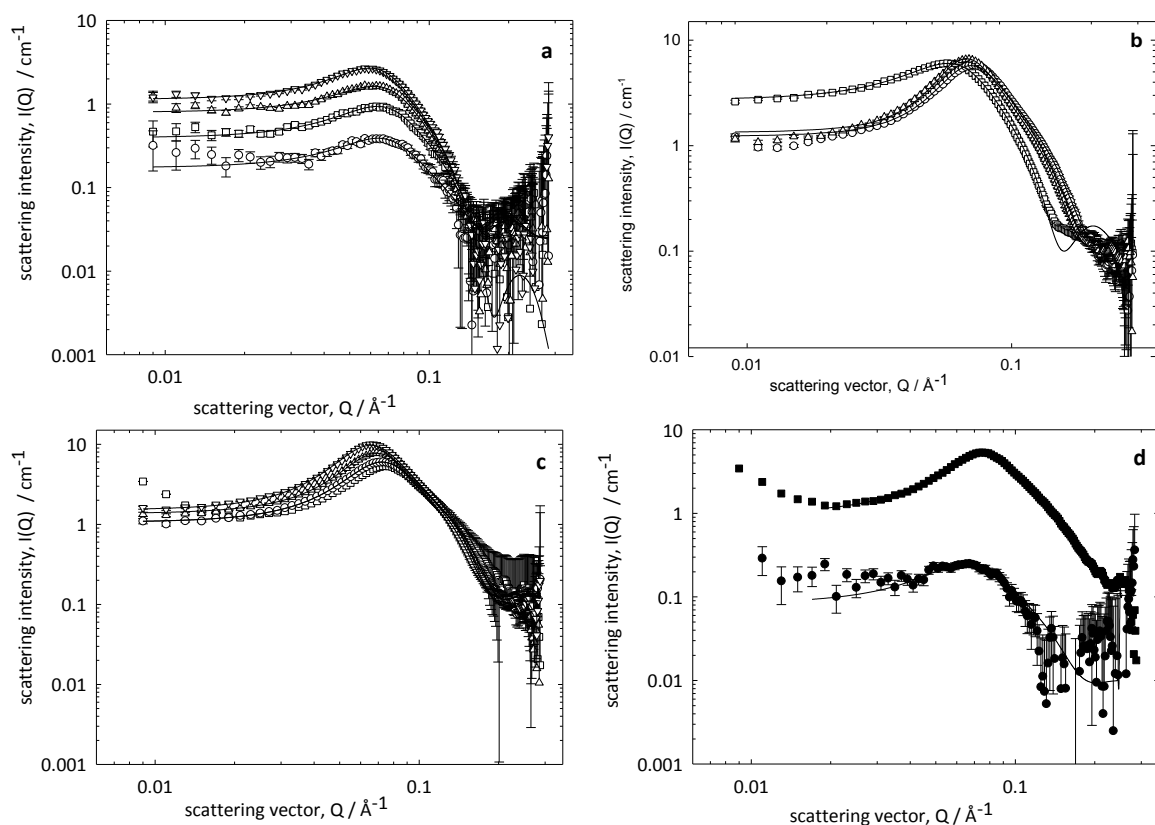 a
10
1
0.1
0.01
0.001
0.01
0.1
scattering intensity, I(Q) / cm⁻¹
scattering vector, Q / Å⁻¹
b
10
1
0.1
0.01
0.01
0.1
scattering intensity, I(Q) / cm⁻¹
scattering vector, Q / Å⁻¹
c
10
1
0.1
0.01
0.001
0.01
0.1
scattering intensity, I(Q) / cm⁻¹
scattering vector, Q / Å⁻¹
d
10
1
0.1
0.01
0.001
0.01
0.1
scattering intensity, I(Q) / cm⁻¹
scattering vector, Q / Å⁻¹